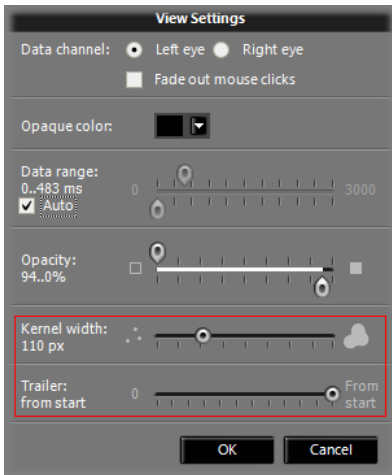 View Settings
Data channel: Left eye Right eye
Fade out mouse clicks
Opaque color:
Data range:
0..483 ms 0 3000
Auto
Opacity:
94..0%
Kernel width:
110 px
Trailer: 0 From
from start start
OK Cancel